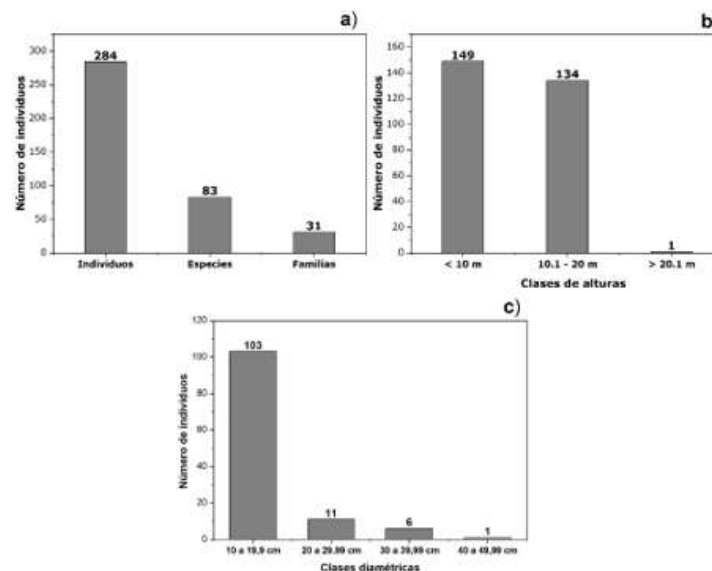 a)
Número de individuos
300
250
200
150
100
50
0
284
83
31
Individuos
Especies
Familias
b)
Número de individuos
160
140
120
100
80
60
40
20
0
149
134
1
< 10 m
10.1 - 20 m
> 20.1 m
Clases de alturas
c)
Número de individuos
120
100
80
60
40
20
0
103
11
6
1
10 a 19,9 cm
20 a 29,99 cm
30 a 39,99 cm
40 a 49,99 cm
Clases diamétricas